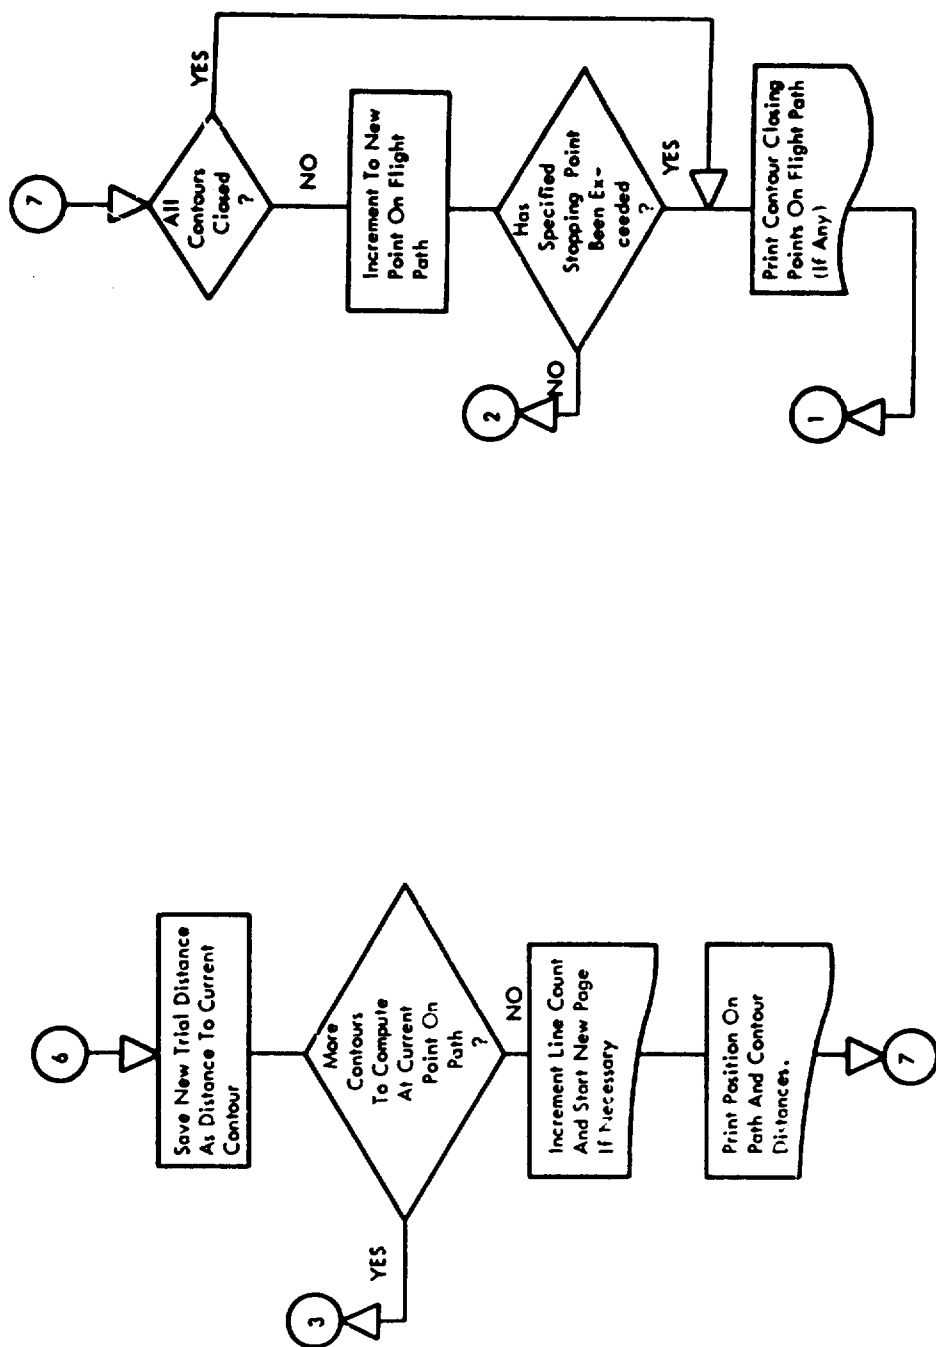 6
Save New Trial Distance
As Distance To Current
Contour
More
Contours
To Compute
At Current
Point On
Path
?
YES
3
NO
Increment Line Count
And Start New Page
If Necessary
Print Position On
Path And Contour
Distances.
7
7
All
Contours
Closed
?
YES
NO
Increment To New
Point On Flight
Path
Has
Specified
Stopping Point
Been Ex-
ceeded
?
NO
2
YES
Print Contour Closing
Points On Flight Path
(If Any)
1